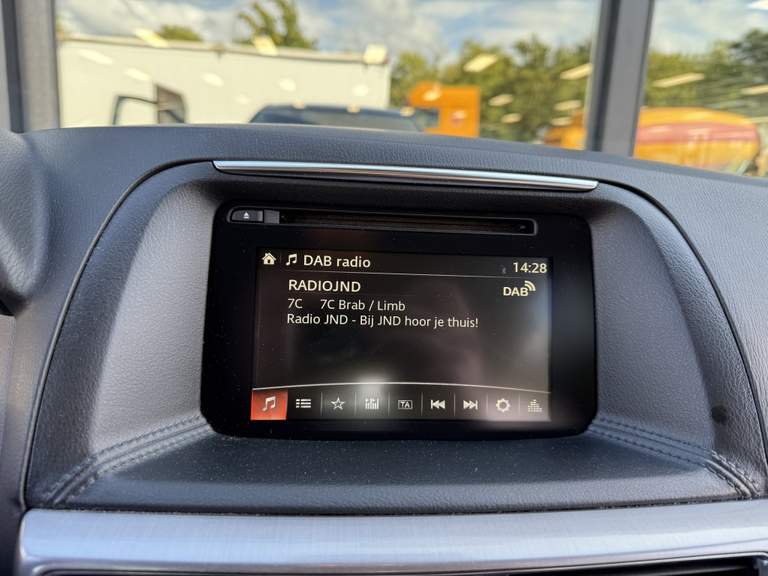 DAB radio 14:28
RADIOJND DAB
7C 7C Brab / Limb
Radio JND - Bij JND hoor je thuis!
TA